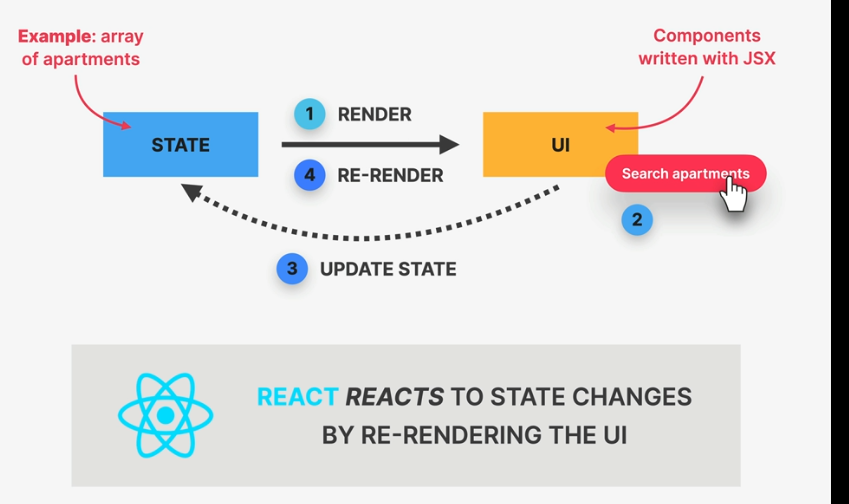 Example: array
of apartments
Components
written with JSX
1 RENDER
STATE
UI
4 RE-RENDER
Search apartments
2
3 UPDATE STATE
REACT REACTS TO STATE CHANGES
BY RE-RENDERING THE UI